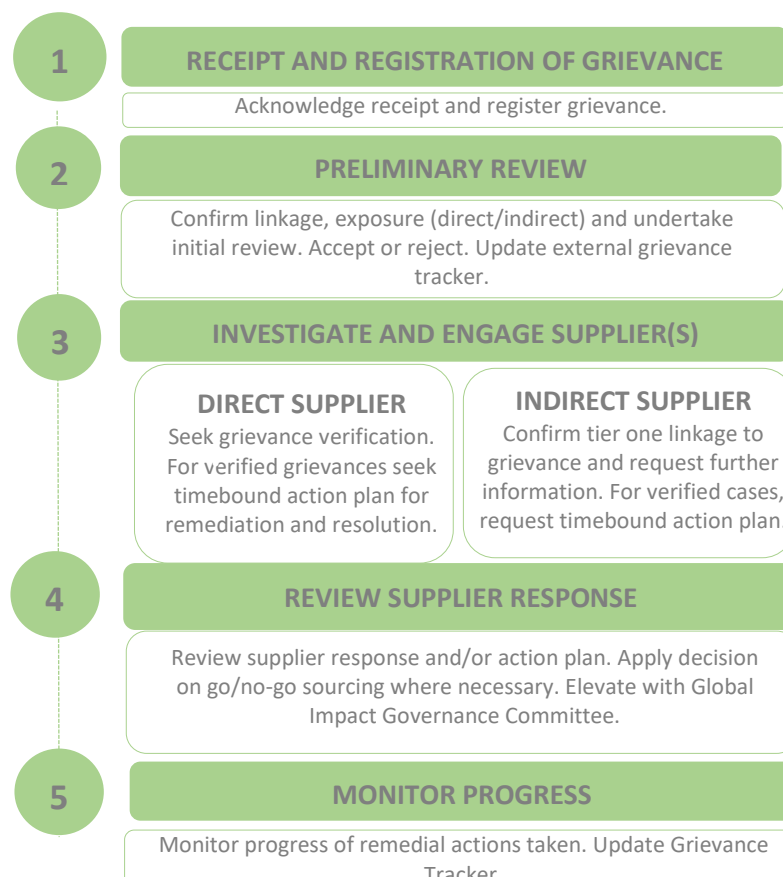 1
RECEIPT AND REGISTRATION OF GRIEVANCE
Acknowledge receipt and register grievance.
2
PRELIMINARY REVIEW
Confirm linkage, exposure (direct/indirect) and undertake
initial review. Accept or reject. Update external grievance
tracker.
3
INVESTIGATE AND ENGAGE SUPPLIER(S)
DIRECT SUPPLIER
Seek grievance verification.
For verified grievances seek
timebound action plan for
remediation and resolution.
INDIRECT SUPPLIER
Confirm tier one linkage to
grievance and request further
information. For verified cases,
request timebound action plan.
4
REVIEW SUPPLIER RESPONSE
Review supplier response and/or action plan. Apply decision
on go/no-go sourcing where necessary. Elevate with Global
Impact Governance Committee.
5
MONITOR PROGRESS
Monitor progress of remedial actions taken. Update Grievance
Tracker